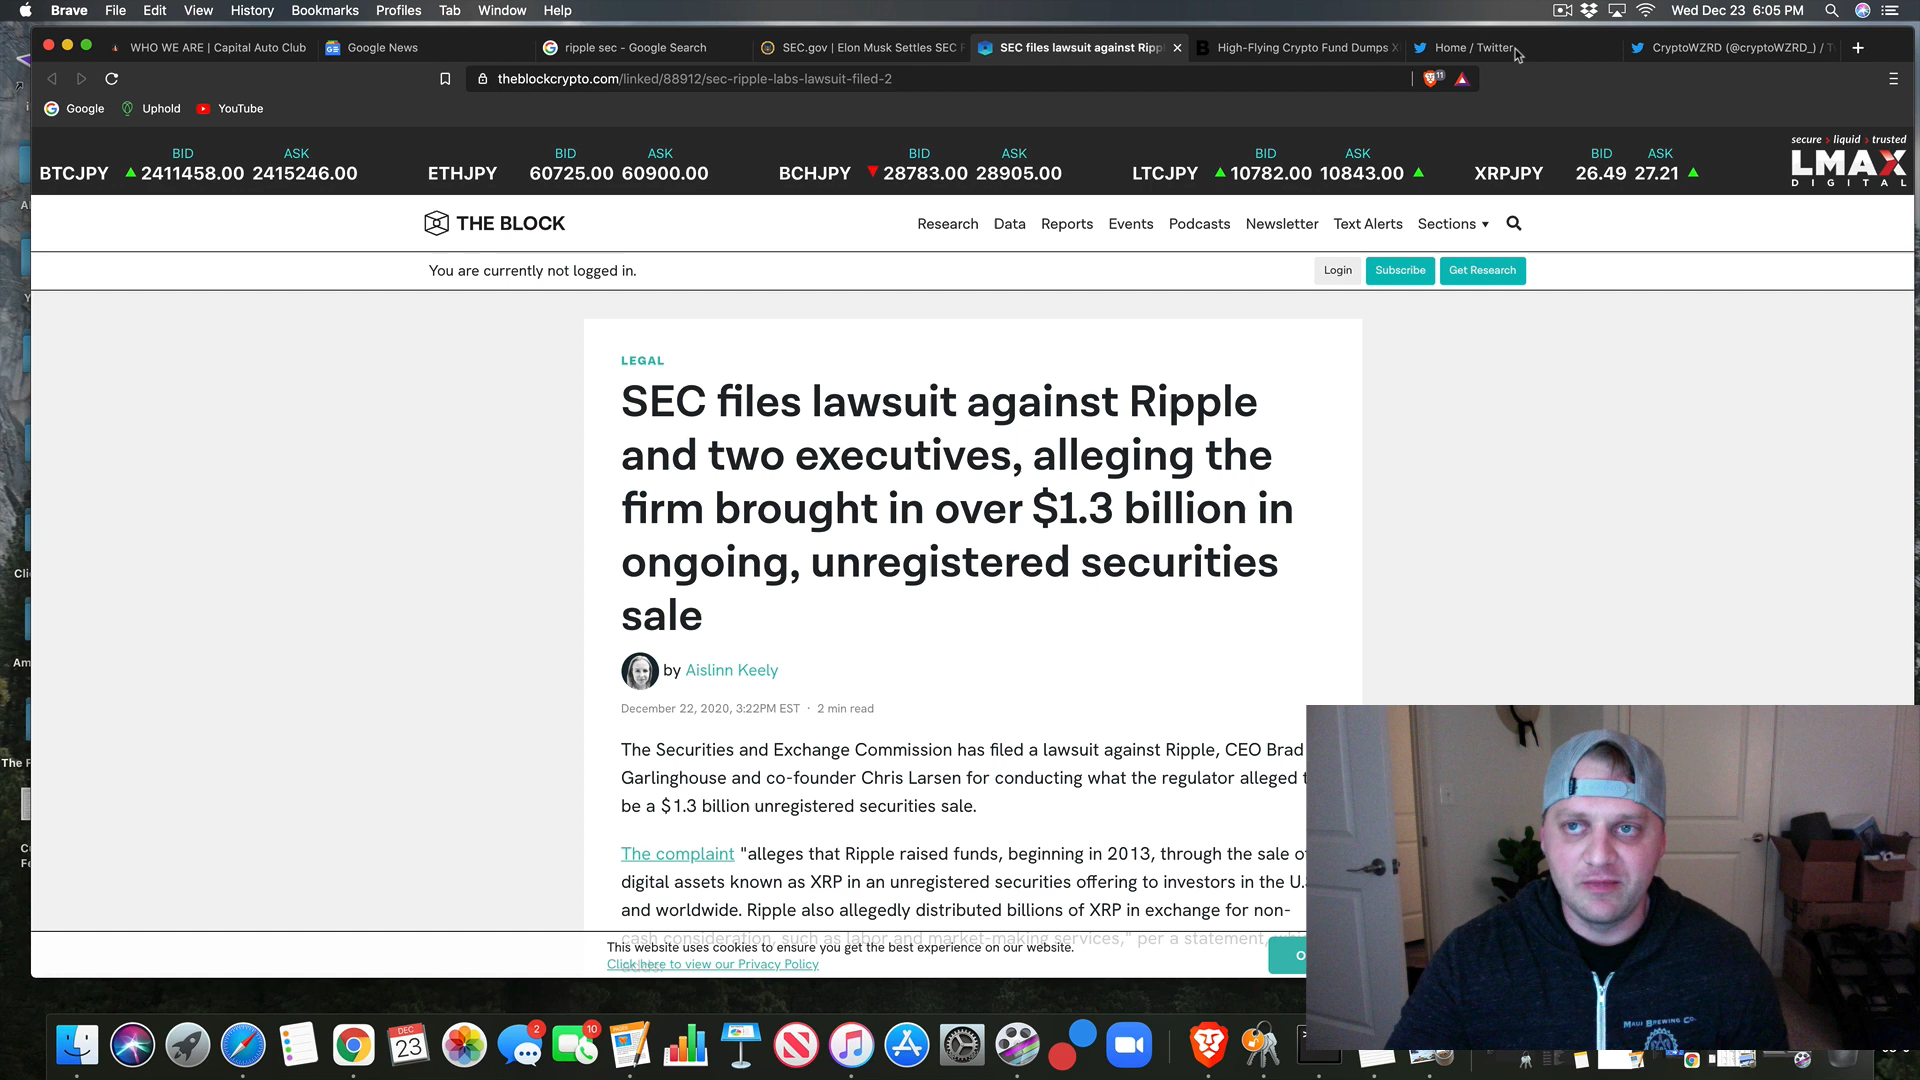 Brave File Edit View History Bookmarks Profiles Tab Window Help
Wed Dec 23 6:05 PM
WHO WE ARE | Capital Auto Club
Google News
ripple sec - Google Search
SEC.gov | Elon Musk Settles SEC F
SEC files lawsuit against Rippl
High-Flying Crypto Fund Dumps X
Home / Twitter
CryptoWZRD (@cryptoWZRD_) / T
theblockcrypto.com/linked/88912/sec-ripple-labs-lawsuit-filed-2
11
Google Uphold YouTube
BID ASK BID ASK BID ASK BID ASK BID ASK
BTCJPY 2411458.00 2415246.00 ETHJPY 60725.00 60900.00 BCHJPY 28783.00 28905.00 LTCJPY 10782.00 10843.00 XRPJPY 26.49 27.21
secure liquid trusted
LMAX
DIGITAL
THE BLOCK
Research Data Reports Events Podcasts Newsletter Text Alerts Sections
You are currently not logged in.
Login Subscribe Get Research
LEGAL
SEC files lawsuit against Ripple
and two executives, alleging the
firm brought in over $1.3 billion in
ongoing, unregistered securities
sale
by Aislinn Keely
December 22, 2020, 3:22PM EST · 2 min read
The Securities and Exchange Commission has filed a lawsuit against Ripple, CEO Brad
Garlinghouse and co-founder Chris Larsen for conducting what the regulator alleged t
be a $1.3 billion unregistered securities sale.
The complaint "alleges that Ripple raised funds, beginning in 2013, through the sale o
digital assets known as XRP in an unregistered securities offering to investors in the U.
and worldwide. Ripple also allegedly distributed billions of XRP in exchange for non-
cash consideration, such as labor and market-making services," per a statement,
This website uses cookies to ensure you get the best experience on our website.
Click here to view our Privacy Policy
O
Cli
Am
The F
MAUI BREWING CO.
DEC
23
2
10